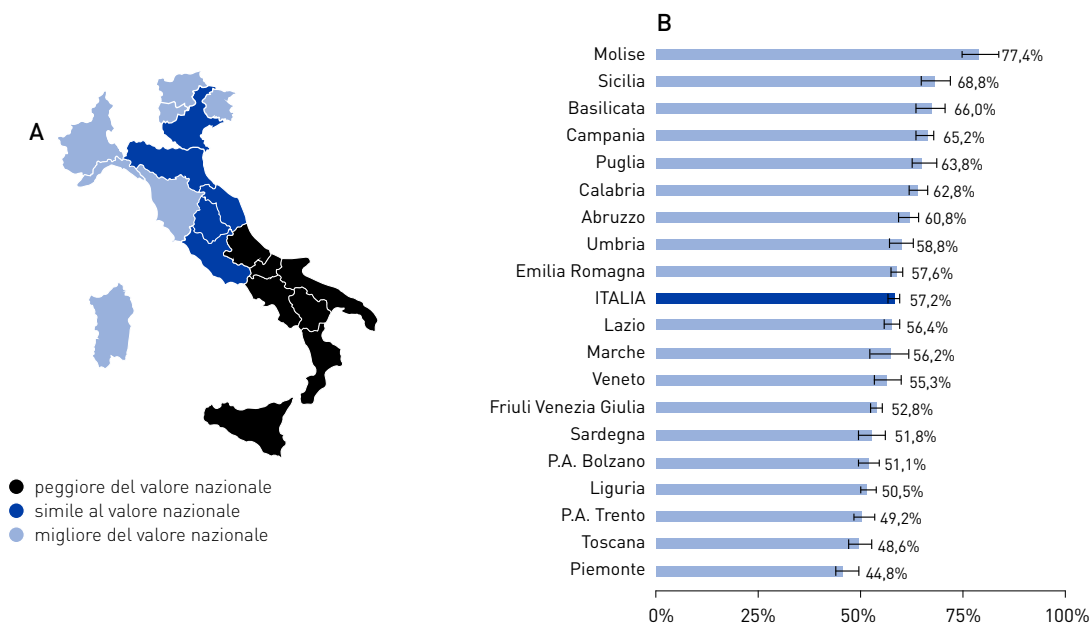 A
peggiore del valore nazionale
simile al valore nazionale
migliore del valore nazionale
B
Molise 77,4%
Sicilia 68,8%
Basilicata 66,0%
Campania 65,2%
Puglia 63,8%
Calabria 62,8%
Abruzzo 60,8%
Umbria 58,8%
Emilia Romagna 57,6%
ITALIA 57,2%
Lazio 56,4%
Marche 56,2%
Veneto 55,3%
Friuli Venezia Giulia 52,8%
Sardegna 51,8%
P.A. Bolzano 51,1%
Liguria 50,5%
P.A. Trento 49,2%
Toscana 48,6%
Piemonte 44,8%
0% 25% 50% 75% 100%